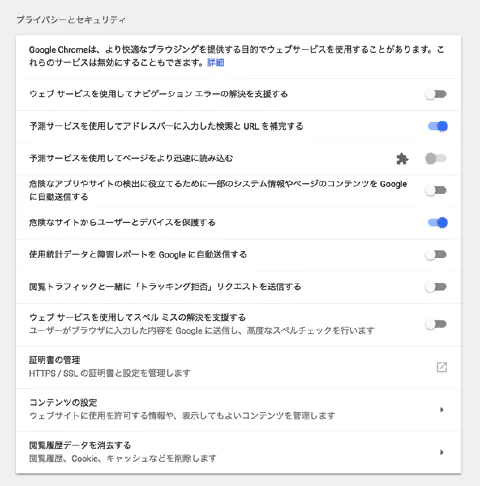 プライバシーとセキュリティ
Google Chromeは、より快適なブラウジングを提供する目的でウェブサービスを使用することがあります。こ
れらのサービスは無効にすることもできます。詳細
ウェブ サービスを使用してナビゲーション エラーの解決を支援する
予測サービスを使用してアドレスバーに入力した検索と URL を補完する
予測サービスを使用してページをより迅速に読み込む
危険なアプリやサイトの検出に役立てるために一部のシステム情報やページのコンテンツを Google
に自動送信する
危険なサイトからユーザーとデバイスを保護する
使用統計データと障害レポートを Google に自動送信する
閲覧トラフィックと一緒に「トラッキング拒否」リクエストを送信する
ウェブ サービスを使用してスペル ミスの解決を支援する
ユーザーがブラウザに入力した内容を Google に送信し、高度なスペルチェックを行います
証明書の管理
HTTPS / SSL の証明書と設定を管理します
コンテンツの設定
ウェブサイトに使用を許可する情報や、表示してもよいコンテンツを管理します
閲覧履歴データを消去する
閲覧履歴、Cookie、キャッシュなどを削除します